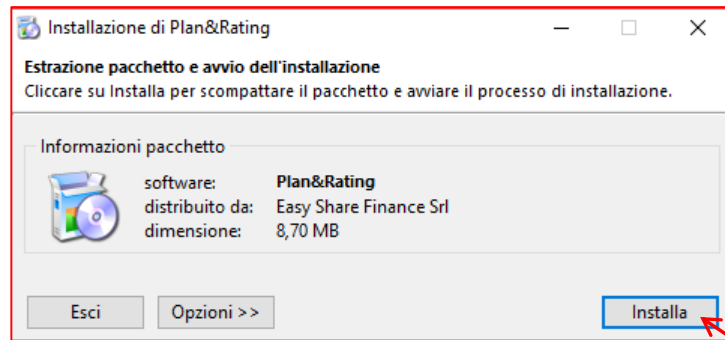 Installazione di Plan&Rating
Estrazione pacchetto e avvio dell'installazione
Cliccare su Installa per scompattare il pacchetto e avviare il processo di installazione.
Informazioni pacchetto
software: Plan&Rating
distribuito da: Easy Share Finance Srl
dimensione: 8,70 MB
Esci Opzioni >> Installa